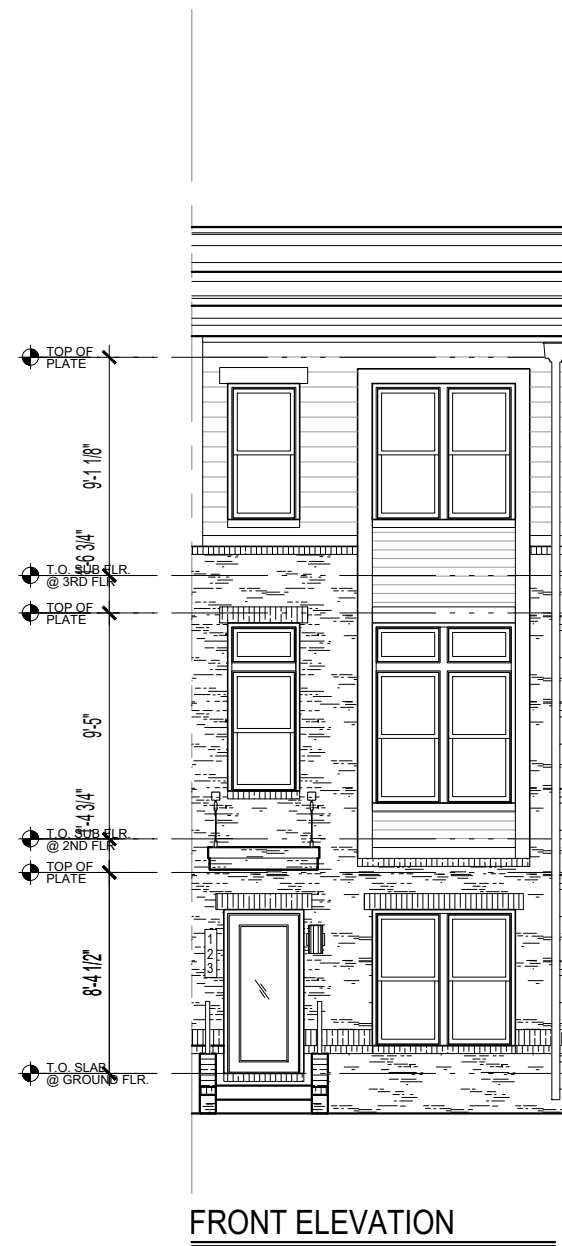 TOP OF
PLATE
9'-1 1/8"
T.O. SUB FLR.
@ 3RD FLR
TOP OF
PLATE
9'-5"
T.O. SUB FLR.
@ 2ND FLR
TOP OF
PLATE
1
2
3
8'-4 1/2"
T.O. SLAB
@ GROUND FLR.
FRONT ELEVATION